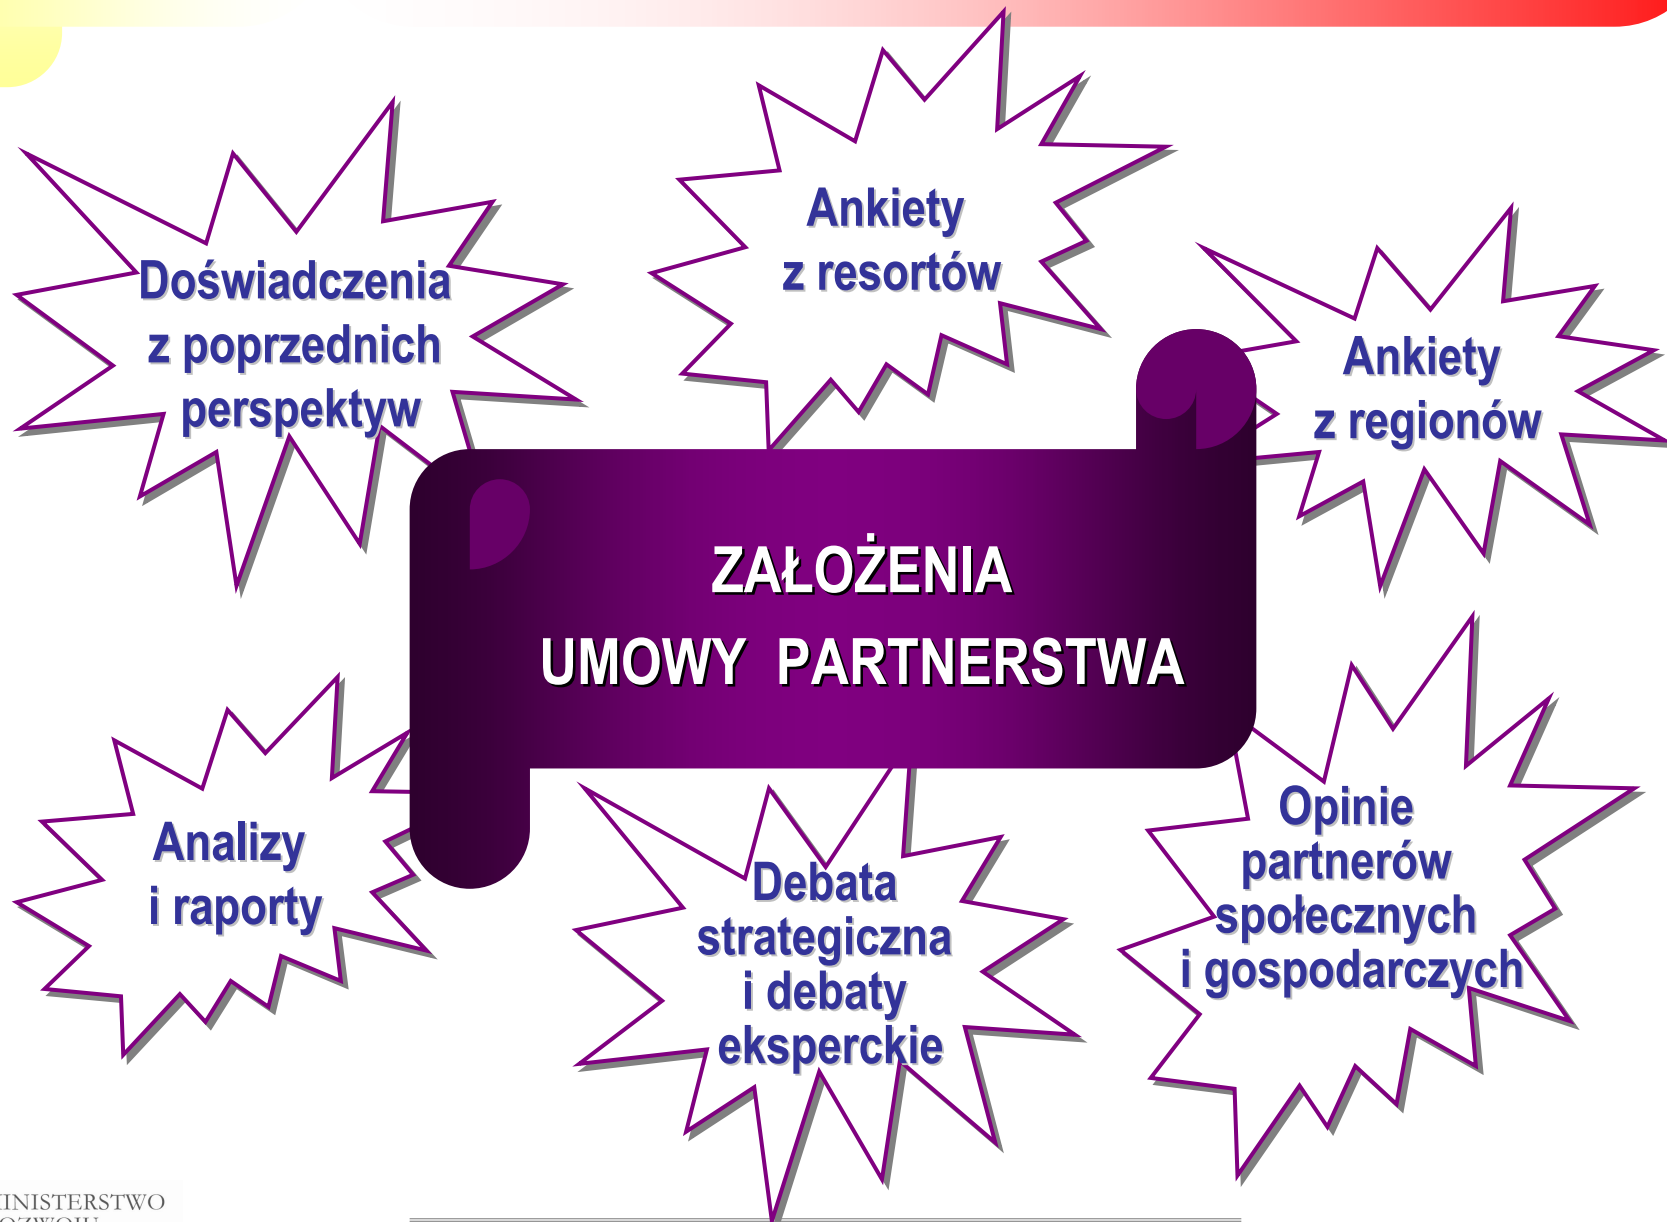 Ankiety
z resortów
Doświadczenia
z poprzednich
perspektyw
Ankiety
z regionów
ZAŁOŻENIA
UMOWY PARTNERSTWA
Analizy
i raporty
Debata
strategiczna
i debaty
eksperckie
Opinie
partnerów
społecznych
i gospodarczych